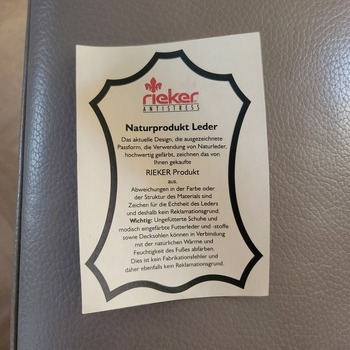 rieker
ANTISTRESS
Naturprodukt Leder
Das aktuelle Design, die ausgezeichnete
Passform, die Verwendung von Naturleder,
hochwertig gefärbt, zeichnen das von
Ihnen gekaufte
RIEKER Produkt
aus.
Abweichungen in der Farbe oder
der Struktur des Materials sind
Zeichen für die Echtheit des Leders
und deshalb kein Reklamationsgrund.
Wichtig: Ungefütterte Schuhe und
modisch eingefärbte Futterleder und -stoffe
sowie Decksohlen können in Verbindung
mit der natürlichen Wärme und
Feuchtigkeit des Fußes abfärben.
Dies ist kein Fabrikationsfehler und
daher ebenfalls kein Reklamationsgrund.